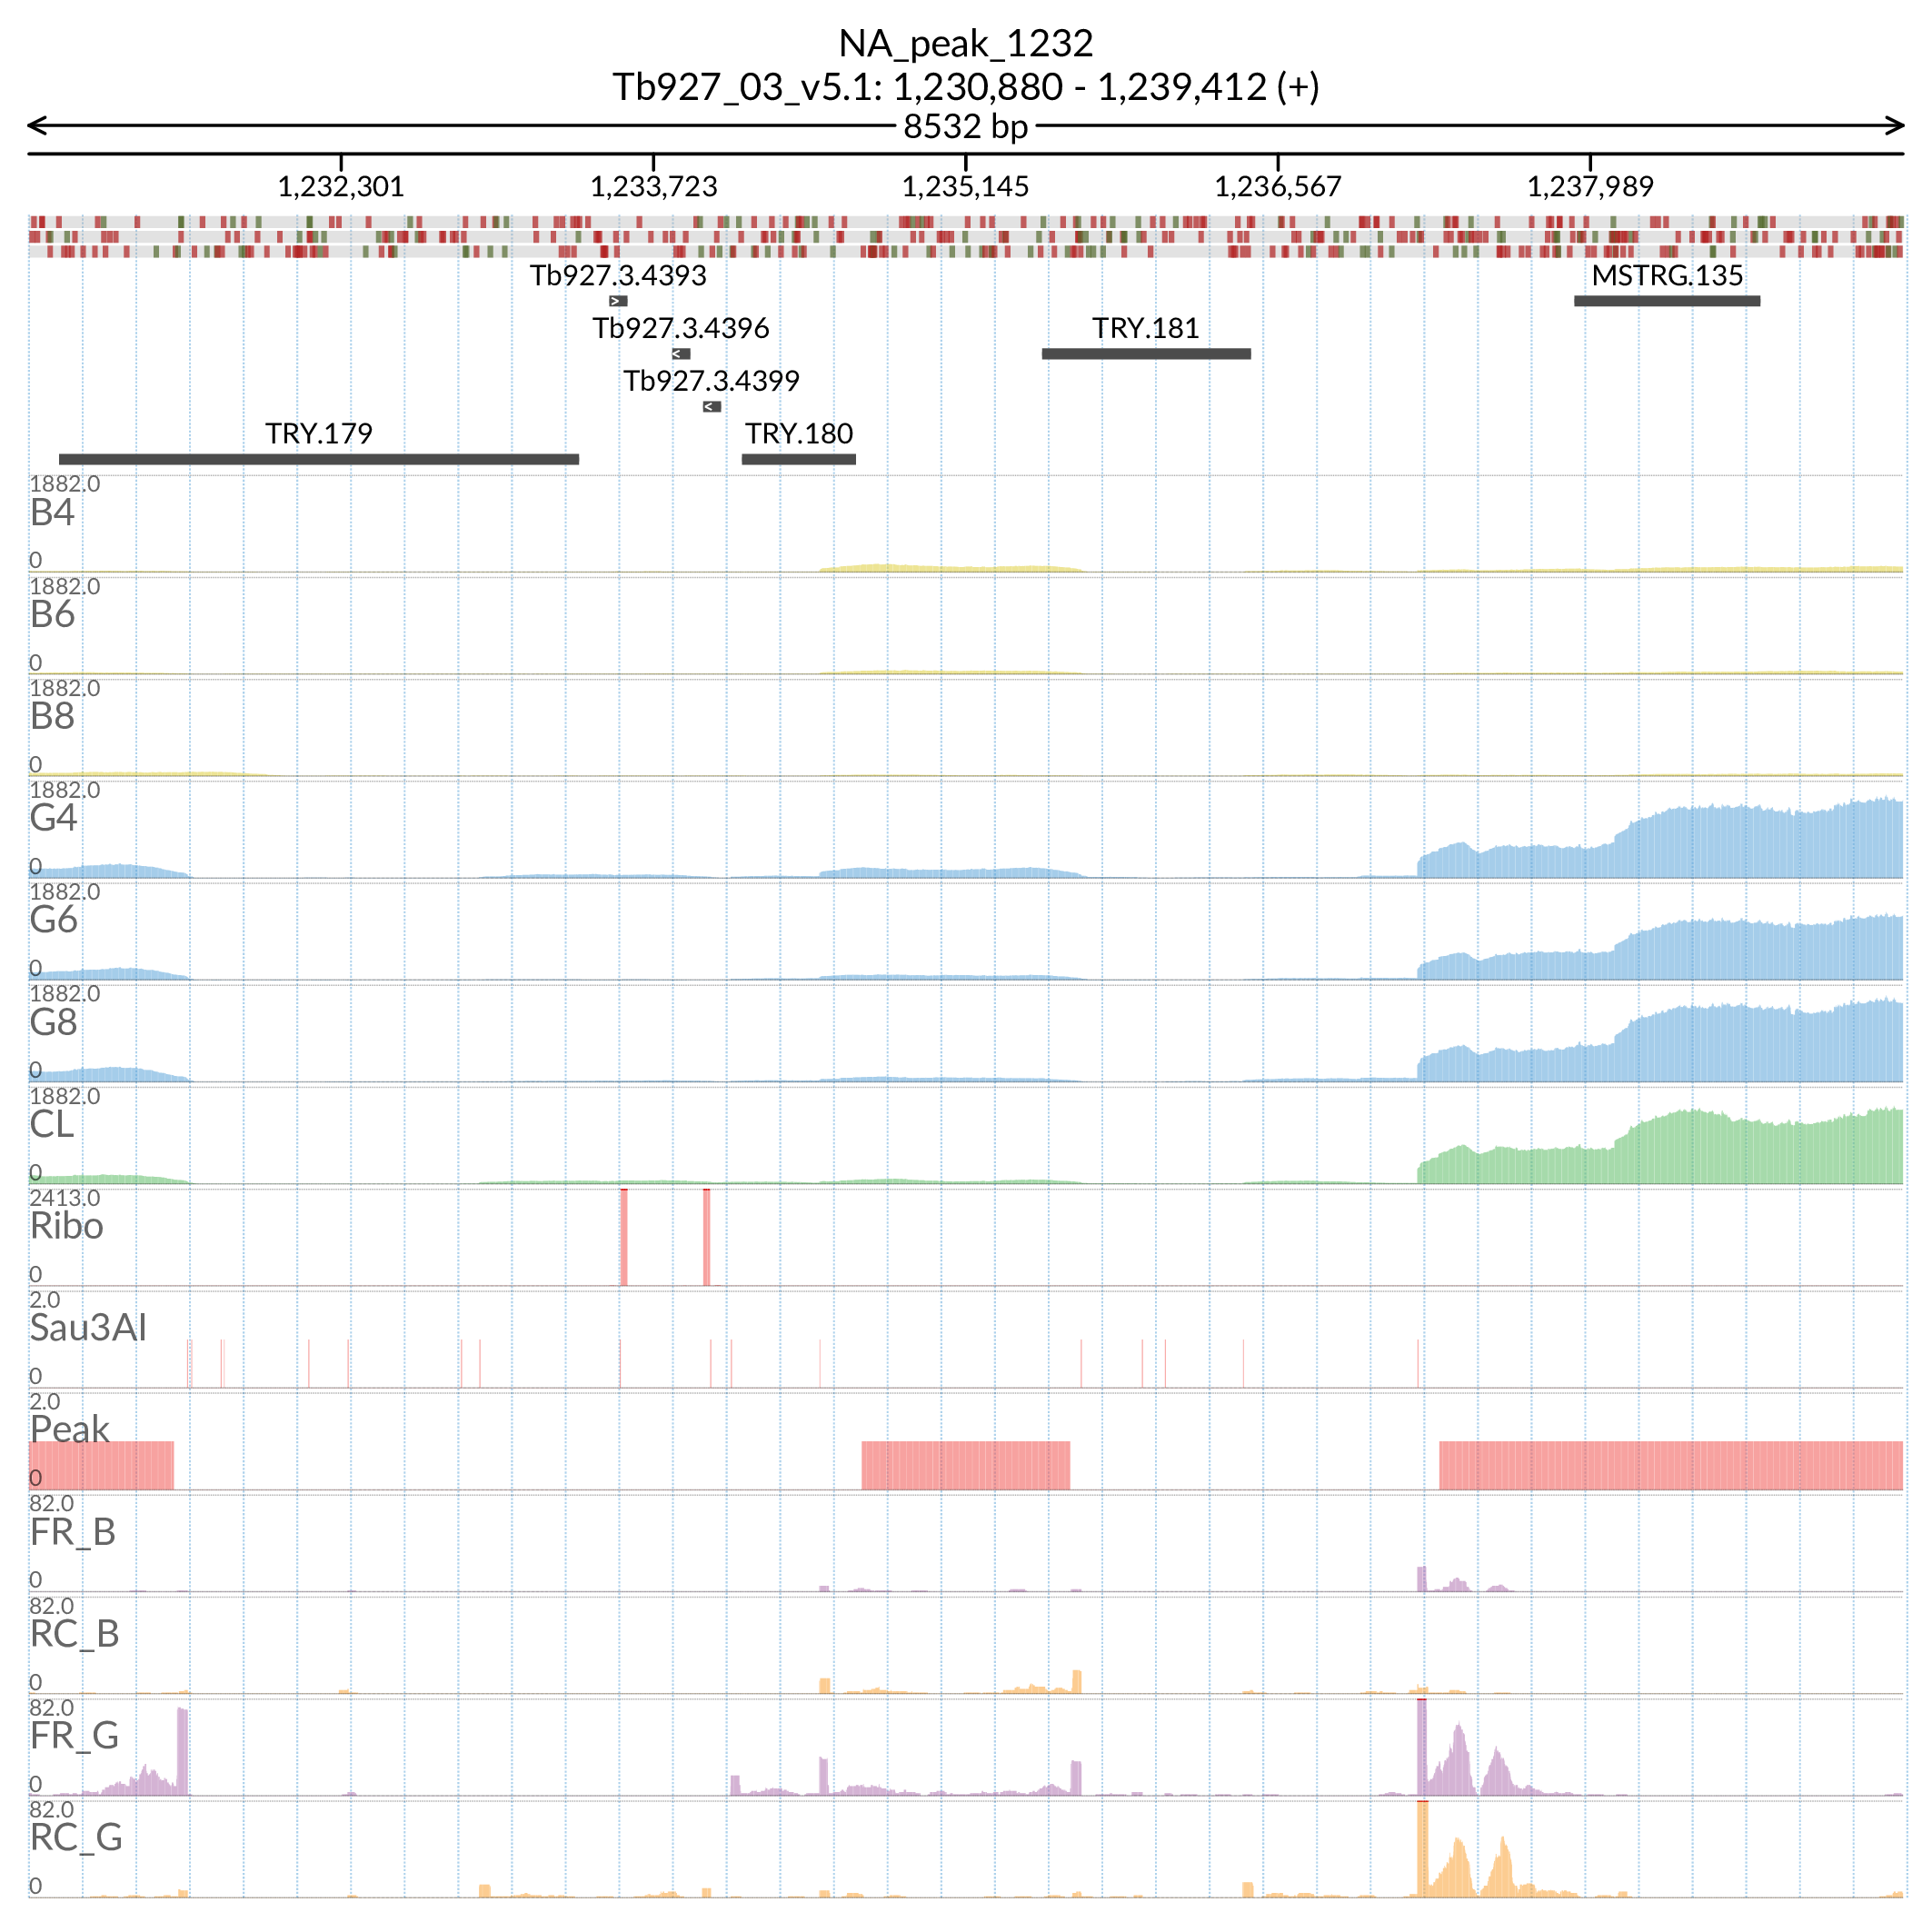 NA_peak_1232
Tb927_03_v5.1: 1,230,880 - 1,239,412 (+)
8532 bp
1,232,301 1,233,723 1,235,145 1,236,567 1,237,989
Tb927.3.4393 MSTRG.135
>
Tb927.3.4396 TRY.181
<
Tb927.3.4399
<
TRY.179 TRY.180
1882.0
B4
0
1882.0
B6
0
1882.0
B8
0
1882.0
G4
0
1882.0
G6
0
1882.0
G8
0
1882.0
CL
0
2413.0
Ribo
0
2.0
Sau3AI
0
2.0
Peak
0
82.0
FR_B
0
82.0
RC_B
0
82.0
FR_G
0
82.0
RC_G
0